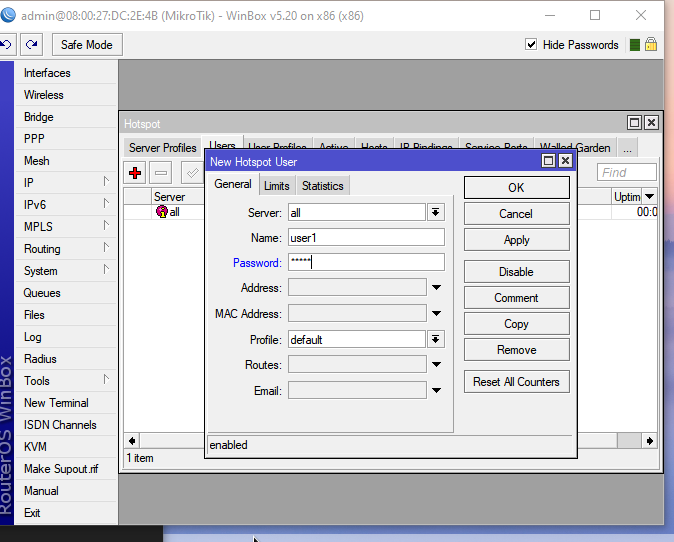 admin@08:00:27:DC:2E:4B (MikroTik) - WinBox v5.20 on x86 (x86)
Safe Mode
Hide Passwords
Interfaces
Wireless
Bridge
PPP
Mesh
IP
IPv6
MPLS
Routing
System
Queues
Files
Log
Radius
Tools
New Terminal
ISDN Channels
KVM
Make Supout.rif
Manual
Exit
RouterOS WinBox
Hotspot
Server Profiles
Users
User Profiles
Active
Hosts
IP Bindings
Service Ports
Walled Garden
...
Find
Server
Uptim
all
00:0
1 item
New Hotspot User
General
Limits
Statistics
Server: all
Name: user1
Password: *****
Address:
MAC Address:
Profile: default
Routes:
Email:
OK
Cancel
Apply
Disable
Comment
Copy
Remove
Reset All Counters
enabled